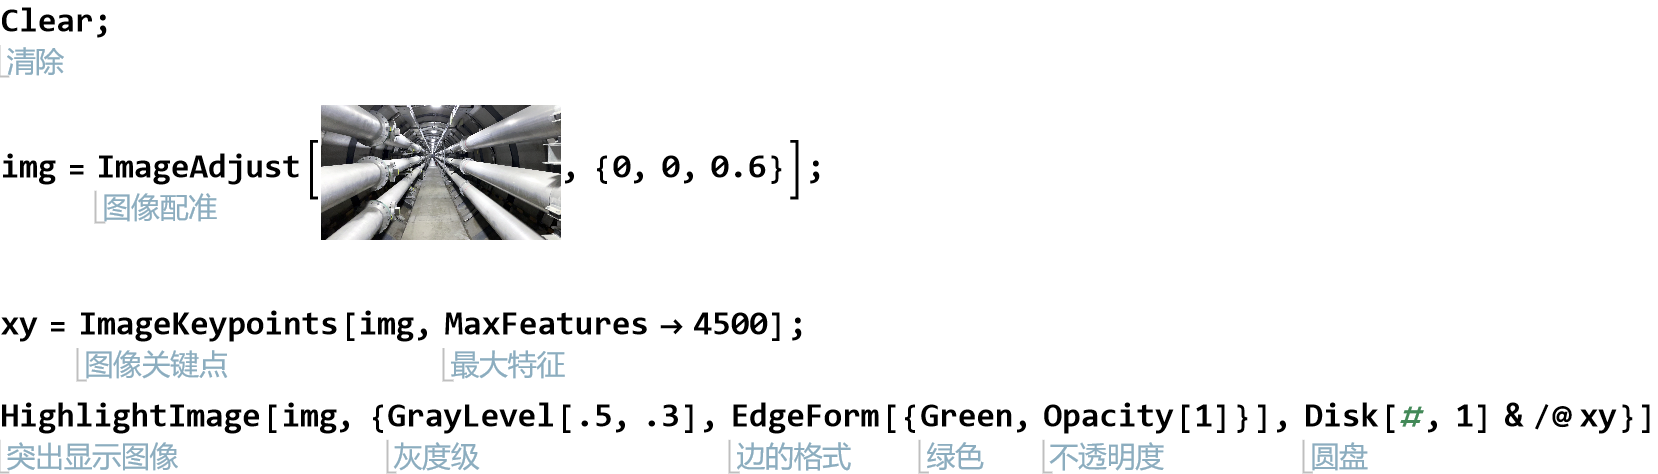 Clear;
清除
img = ImageAdjust[, {0, 0, 0.6}];
图像配准
xy = ImageKeypoints[img, MaxFeatures → 4500];
图像关键点 最大特征
HighlightImage[img, {GrayLevel[.5, .3], EdgeForm[{Green, Opacity[1]}], Disk[#, 1] & /@ xy}]
突出显示图像 灰度级 边的格式 绿色 不透明度 圆盘